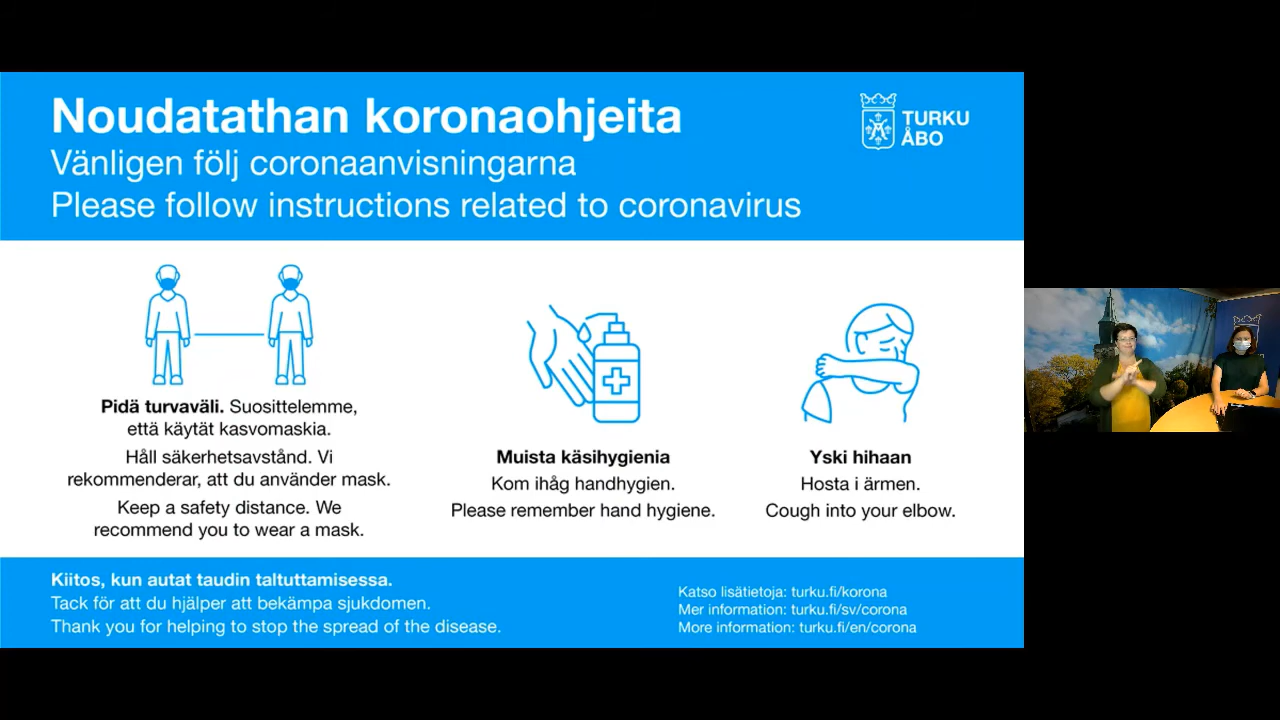 Noudatathan koronaohjeita
Vänligen följ coronaanvisningarna
Please follow instructions related to coronavirus
TURKU
ÅBO
Pidä turvaväli. Suosittelemme,
että käytät kasvomaskia.
Håll säkerhetsavstånd. Vi
rekommenderar, att du använder mask.
Keep a safety distance. We
recommend you to wear a mask.
Muista käsihygienia
Kom ihåg handhygien.
Please remember hand hygiene.
Yski hihaan
Hosta i ärmen.
Cough into your elbow.
Kiitos, kun autat taudin taltuttamisessa.
Tack för att du hjälper att bekämpa sjukdomen.
Thank you for helping to stop the spread of the disease.
Katso lisätietoja: turku.fi/korona
Mer information: turku.fi/sv/corona
More information: turku.fi/en/corona